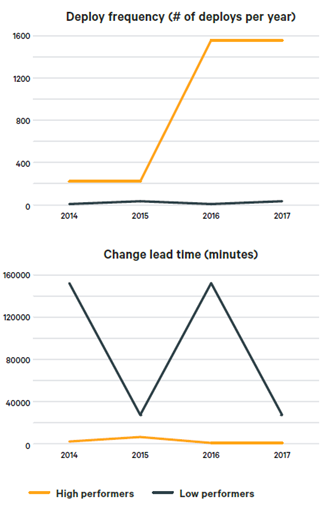 Deploy frequency (# of deploys per year)
1600
1200
800
400
0
2014 2015 2016 2017
Change lead time (minutes)
160000
120000
80000
40000
0
2014 2015 2016 2017
High performers Low performers